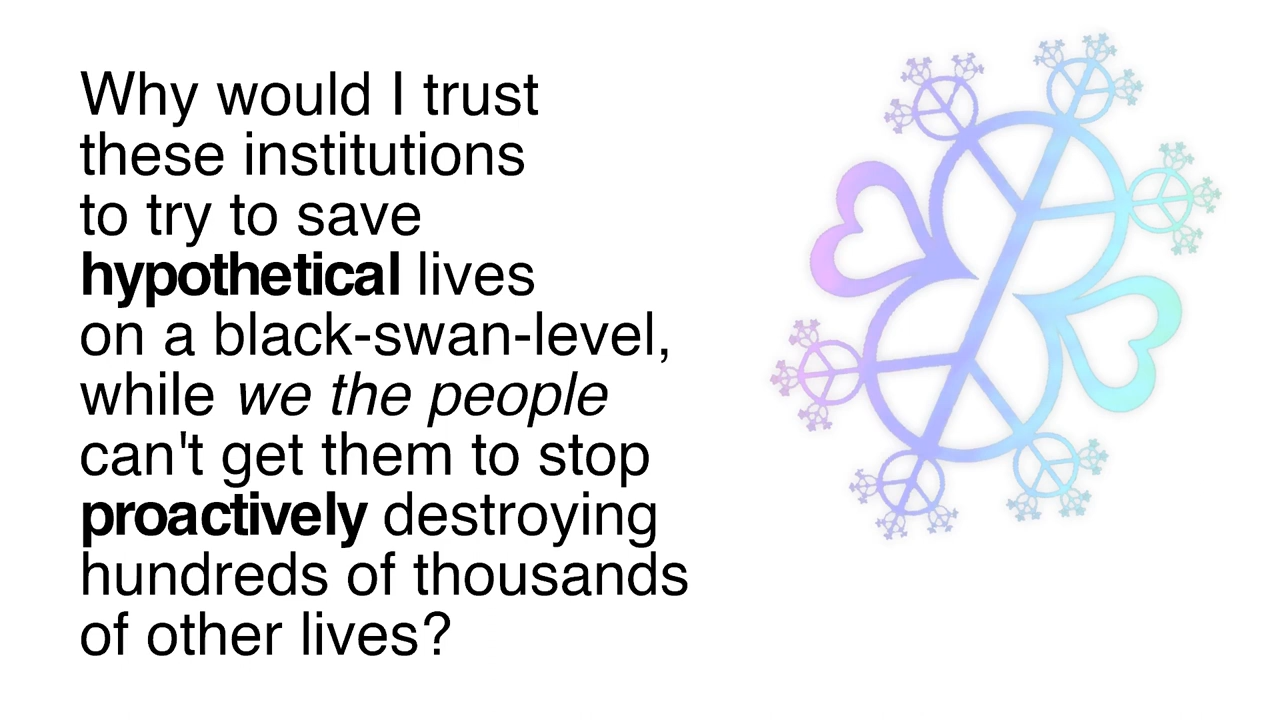 Why would I trust
these institutions
to try to save
hypothetical lives
on a black-swan-level,
while we the people
can't get them to stop
proactively destroying
hundreds of thousands
of other lives?